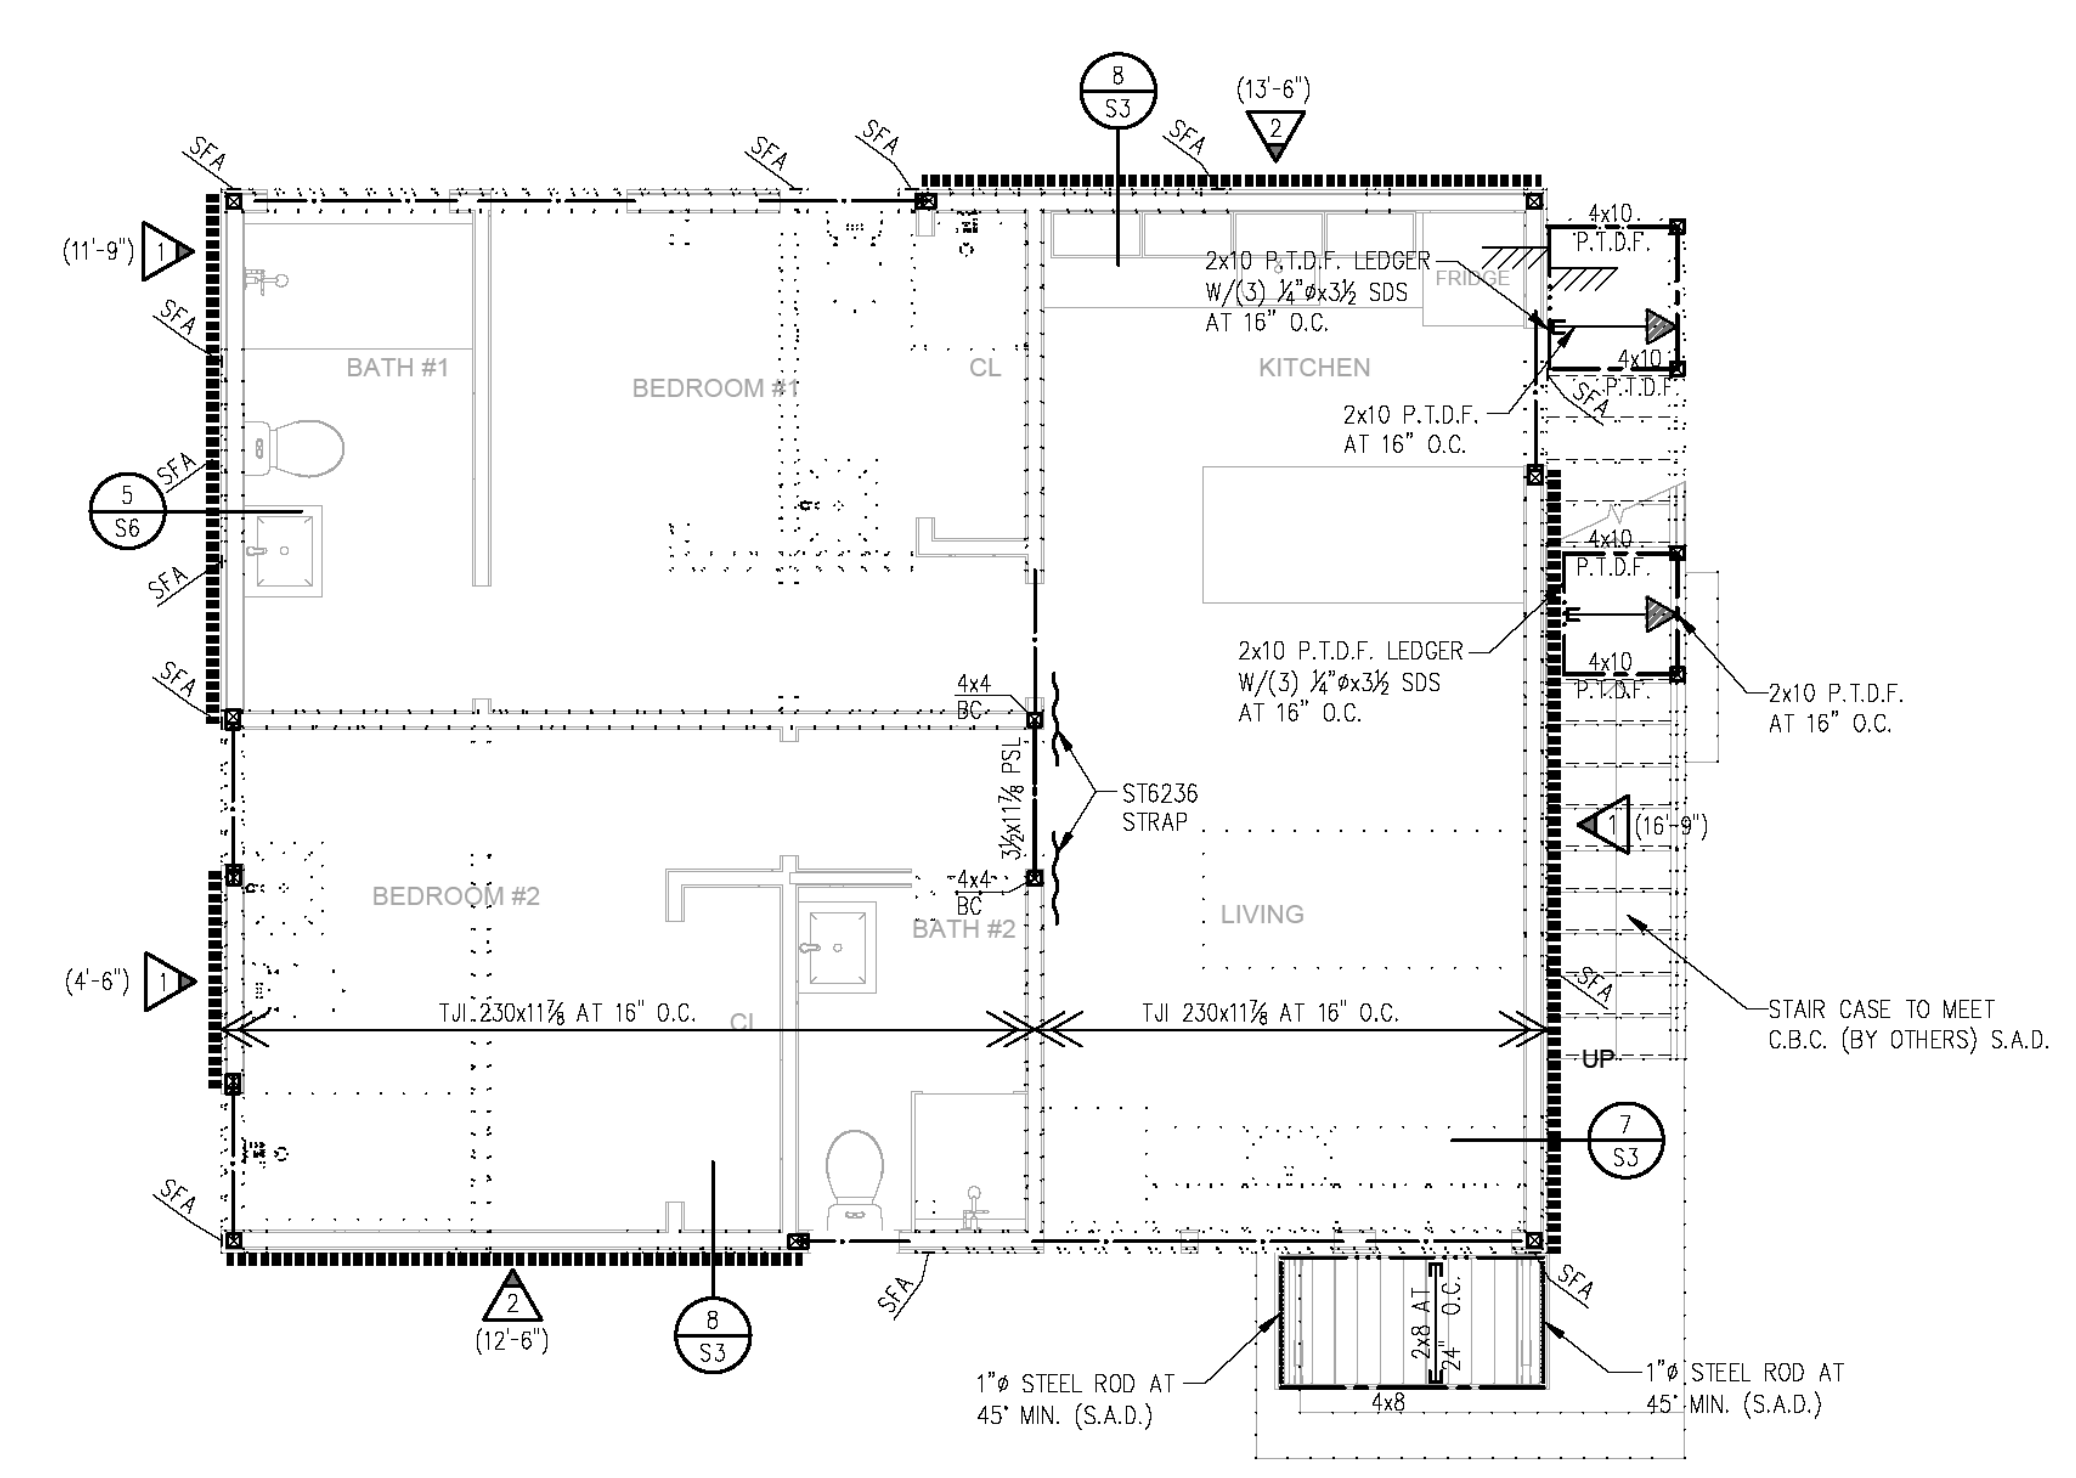 8
S3
(13'-6")
2
SFA
SFA
SFA
SFA
4x10
P.T.D.F.
(11'-9")
1
2x10 P.T.D.F. LEDGER
W/(3) ¼"øx3½ SDS
AT 16" O.C.
FRIDGE
SFA
BATH #1
BEDROOM #1
CL
KITCHEN
4x10
P.T.D.F.
SFA
2x10 P.T.D.F.
AT 16" O.C.
SFA
5
S6
SFA
4x10
P.T.D.F.
2x10 P.T.D.F. LEDGER
W/(3) ¼"øx3½ SDS
AT 16" O.C.
4x10
P.T.D.F.
2x10 P.T.D.F.
AT 16" O.C.
SFA
4x4
BC
3½x11⅞ PSL
ST6236
STRAP
1
(16'-9")
4x4
BC
BEDROOM #2
BATH #2
LIVING
(4'-6")
1
SFA
TJI 230x11⅞ AT 16" O.C.
CL
TJI 230x11⅞ AT 16" O.C.
STAIR CASE TO MEET
C.B.C. (BY OTHERS) S.A.D.
UP
7
S3
SFA
2
(12'-6")
8
S3
SFA
SFA
2x8 AT
24" O.C.
1"ø STEEL ROD AT
45° MIN. (S.A.D.)
4x8
1"ø STEEL ROD AT
45° MIN. (S.A.D.)